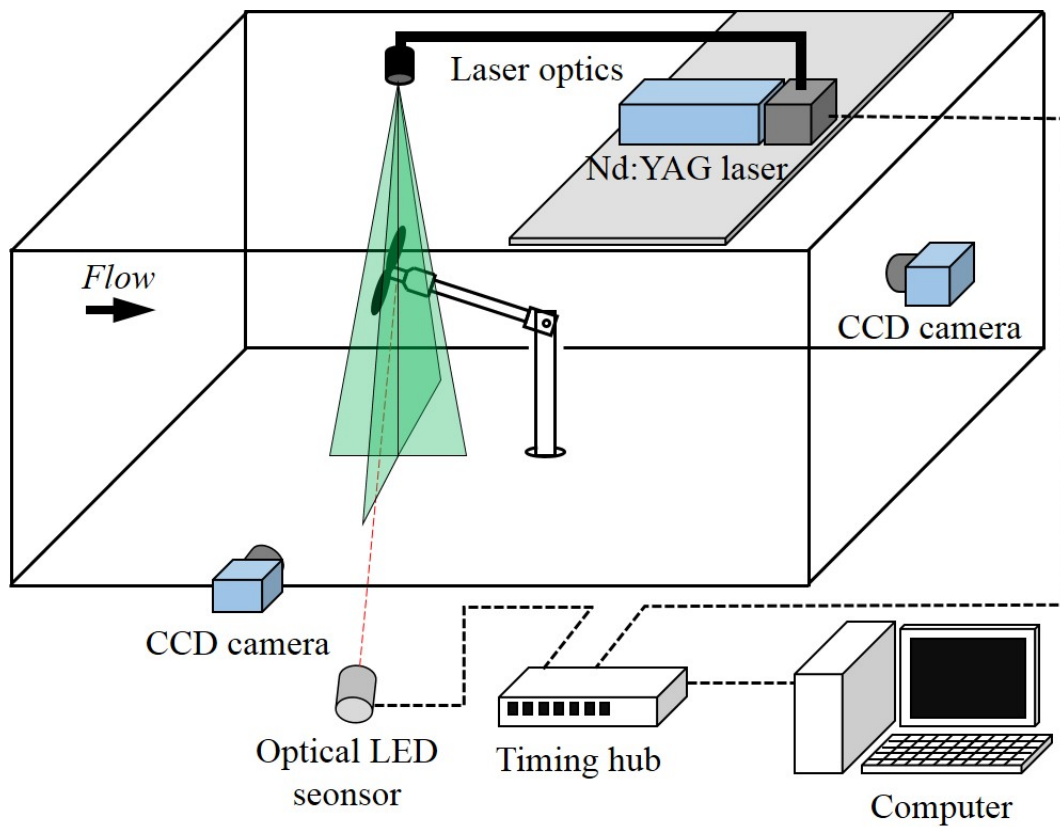 Laser optics
Nd:YAG laser
Flow
CCD camera
CCD camera
Optical LED
seonsor
Timing hub
Computer